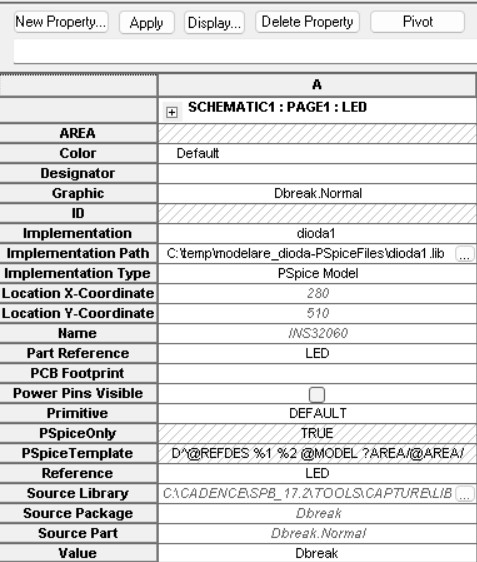 New Property... Apply Display... Delete Property Pivot
A
SCHEMATIC1 : PAGE1 : LED
AREA
Color Default
Designator
Graphic Dbreak.Normal
ID
Implementation dioda1
Implementation Path C:\temp\modelare_dioda-PSpiceFiles\dioda1.lib ...
Implementation Type PSpice Model
Location X-Coordinate 280
Location Y-Coordinate 510
Name INS32060
Part Reference LED
PCB Footprint
Power Pins Visible
Primitive DEFAULT
PSpiceOnly TRUE
PSpiceTemplate D^@REFDES %1 %2 @MODEL ?AREA/@AREA/
Reference LED
Source Library C:\CADENCE\SPB_17.2\TOOLS\CAPTURE\LIB ...
Source Package Dbreak
Source Part Dbreak.Normal
Value Dbreak